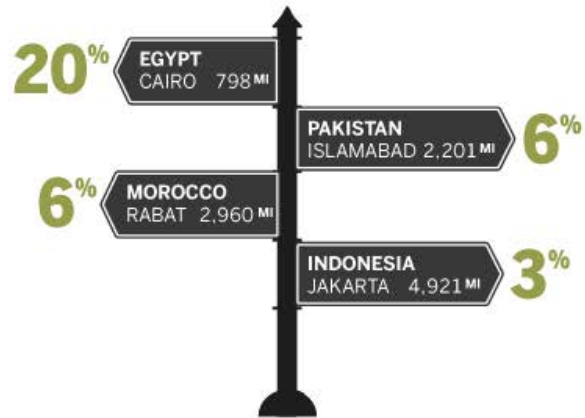 20%
EGYPT
CAIRO 798 MI
PAKISTAN
ISLAMABAD 2,201 MI
6%
6%
MOROCCO
RABAT 2,960 MI
INDONESIA
JAKARTA 4,921 MI
3%